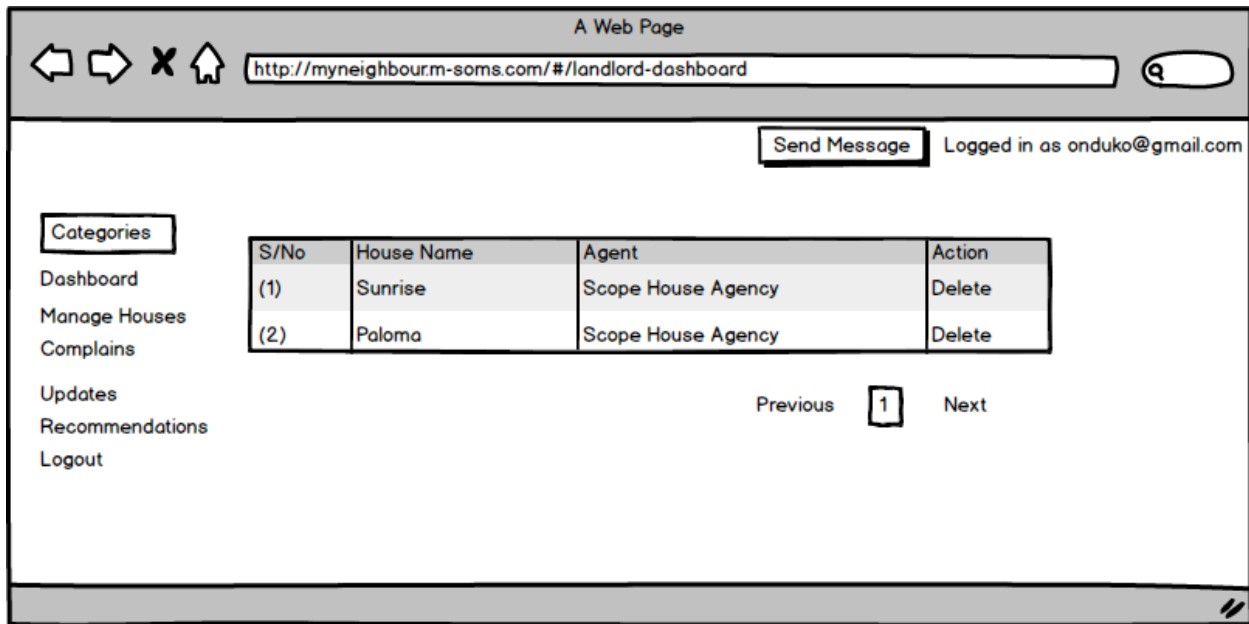 A Web Page
http://myneighbour.m-soms.com/#/landlord-dashboard
Send Message Logged in as onduko@gmail.com
Categories
Dashboard
Manage Houses
Complains
Updates
Recommendations
Logout
S/No House Name Agent Action
(1) Sunrise Scope House Agency Delete
(2) Paloma Scope House Agency Delete
Previous 1 Next